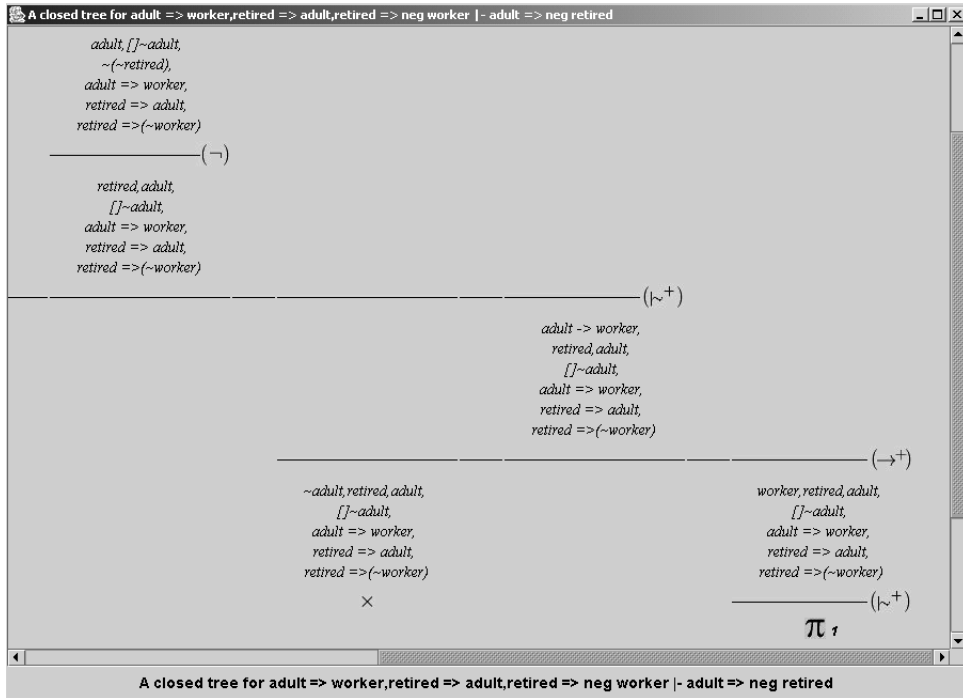 A closed tree for adult => worker,retired => adult,retired => neg worker |- adult => neg retired
adult,[]~adult,
~(~retired),
adult => worker,
retired => adult,
retired =>(~worker)
(¬)
retired,adult,
[]~adult,
adult => worker,
retired => adult,
retired =>(~worker)
(|~⁺)
adult -> worker,
retired,adult,
[]~adult,
adult => worker,
retired => adult,
retired =>(~worker)
(→⁺)
~adult,retired,adult,
[]~adult,
adult => worker,
retired => adult,
retired =>(~worker)
×
worker,retired,adult,
[]~adult,
adult => worker,
retired => adult,
retired =>(~worker)
(|~⁺)
π 1
A closed tree for adult => worker,retired => adult,retired => neg worker |- adult => neg retired